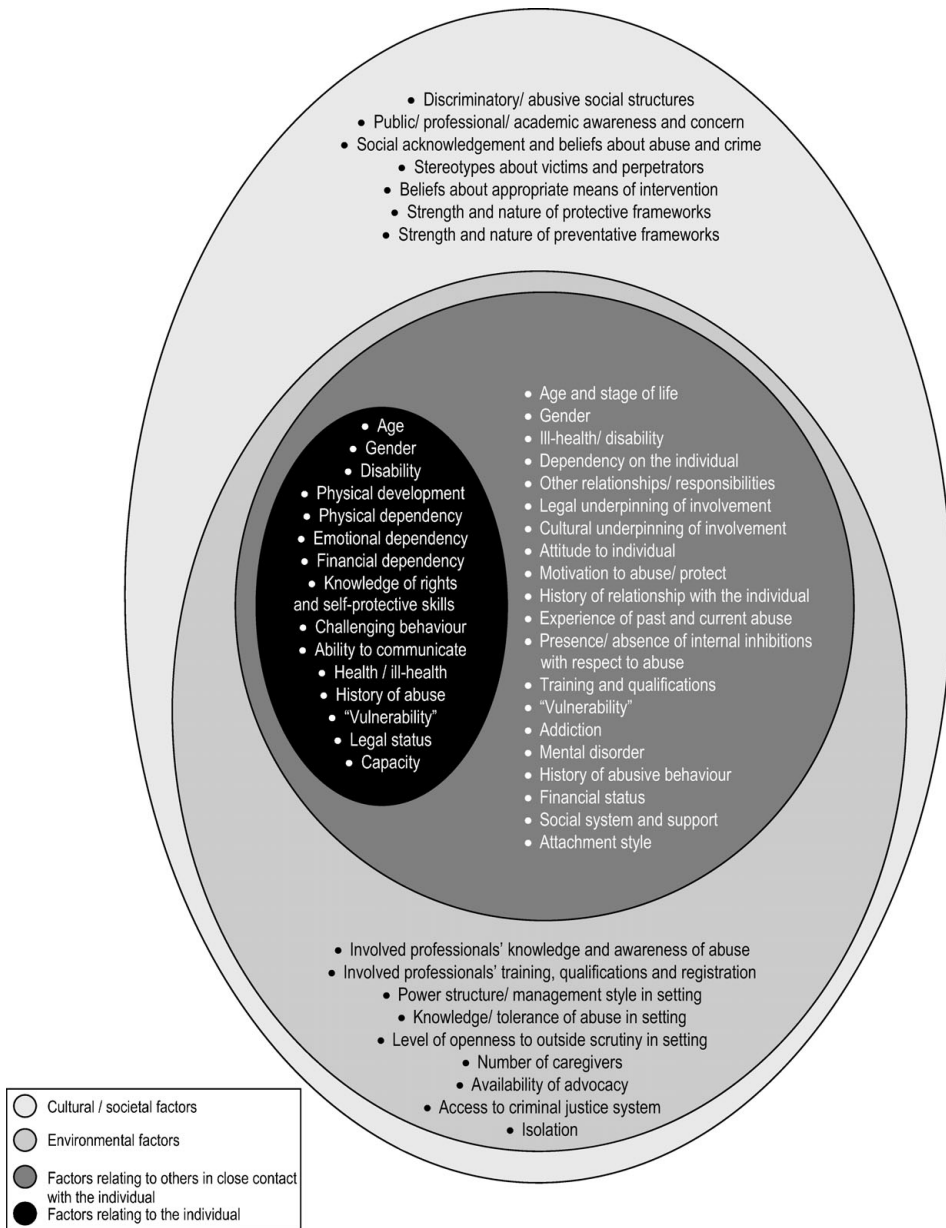 • Discriminatory/ abusive social structures
• Public/ professional/ academic awareness and concern
• Social acknowledgement and beliefs about abuse and crime
• Stereotypes about victims and perpetrators
• Beliefs about appropriate means of intervention
• Strength and nature of protective frameworks
• Strength and nature of preventative frameworks
• Age
• Gender
• Disability
• Physical development
• Physical dependency
• Emotional dependency
• Financial dependency
• Knowledge of rights
and self-protective skills
• Challenging behaviour
• Ability to communicate
• Health / ill-health
• History of abuse
• “Vulnerability”
• Legal status
• Capacity
• Age and stage of life
• Gender
• Ill-health/ disability
• Dependency on the individual
• Other relationships/ responsibilities
• Legal underpinning of involvement
• Cultural underpinning of involvement
• Attitude to individual
• Motivation to abuse/ protect
• History of relationship with the individual
• Experience of past and current abuse
• Presence/ absence of internal inhibitions
with respect to abuse
• Training and qualifications
• “Vulnerability”
• Addiction
• Mental disorder
• History of abusive behaviour
• Financial status
• Social system and support
• Attachment style
• Involved professionals’ knowledge and awareness of abuse
• Involved professionals’ training, qualifications and registration
• Power structure/ management style in setting
• Knowledge/ tolerance of abuse in setting
• Level of openness to outside scrutiny in setting
• Number of caregivers
• Availability of advocacy
• Access to criminal justice system
• Isolation
Cultural / societal factors
Environmental factors
Factors relating to others in close contact
with the individual
Factors relating to the individual